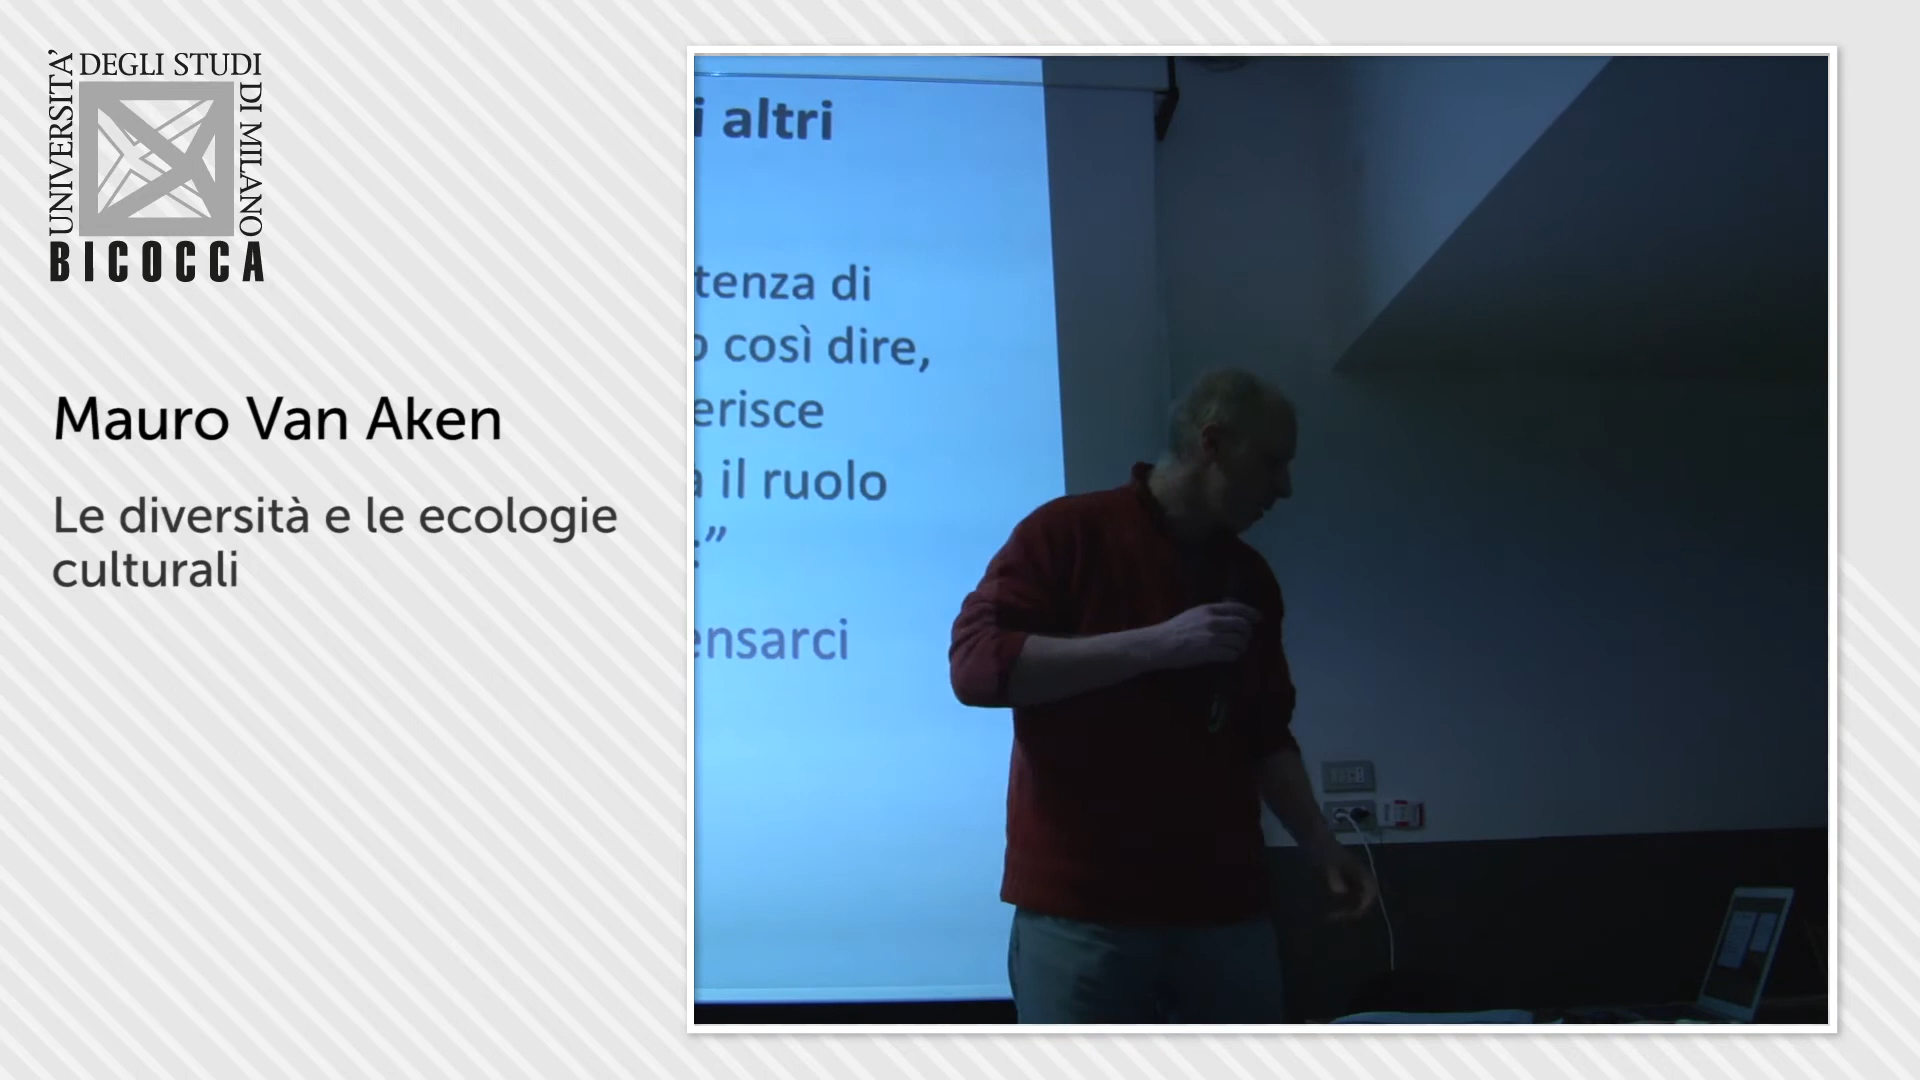 UNIVERSITA'
DEGLI STUDI
DI MILANO
BICOCCA
Mauro Van Aken
Le diversità e le ecologie
culturali
i altri
tenza di
così dire,
erisce
il ruolo
ensarci